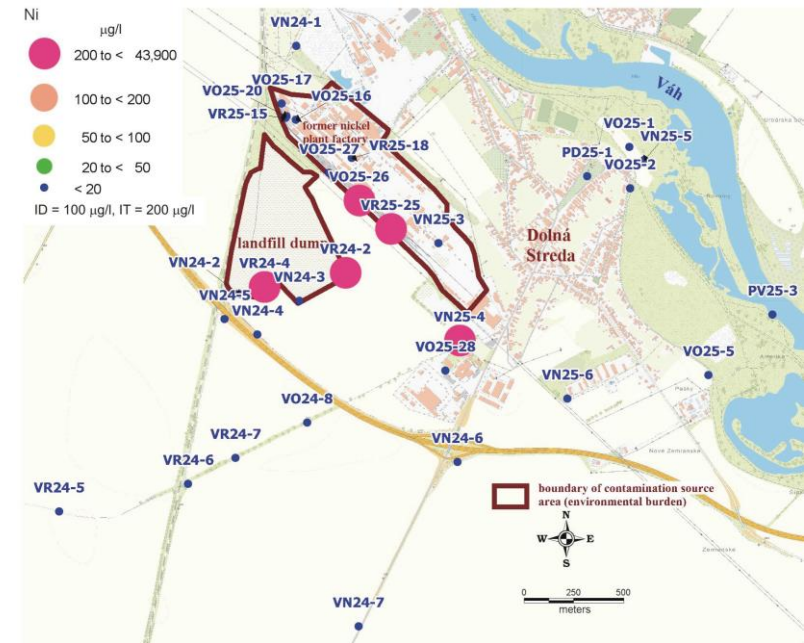 Ni
µg/l
200 to < 43,900
100 to < 200
50 to < 100
20 to < 50
< 20
ID = 100 µg/l, IT = 200 µg/l
VN24-1
VO25-17
VO25-20
VO25-16
VR25-15
former nickel
plant factory
VR25-18
VO25-27
VO25-26
VR25-25
VN25-3
landfill dump
VR24-2
VN24-2
VR24-4
VN24-3
VN24-5
VN24-4
VN25-4
VO25-28
Váh
VO25-1
VN25-5
PD25-1
VO25-2
Dolná
Streda
PV25-3
VO25-5
VN25-6
VO24-8
VR24-7
VR24-6
VN24-6
VR24-5
VN24-7
boundary of contamination source
area (environmental burden)
N
W
E
S
0
250
500
meters